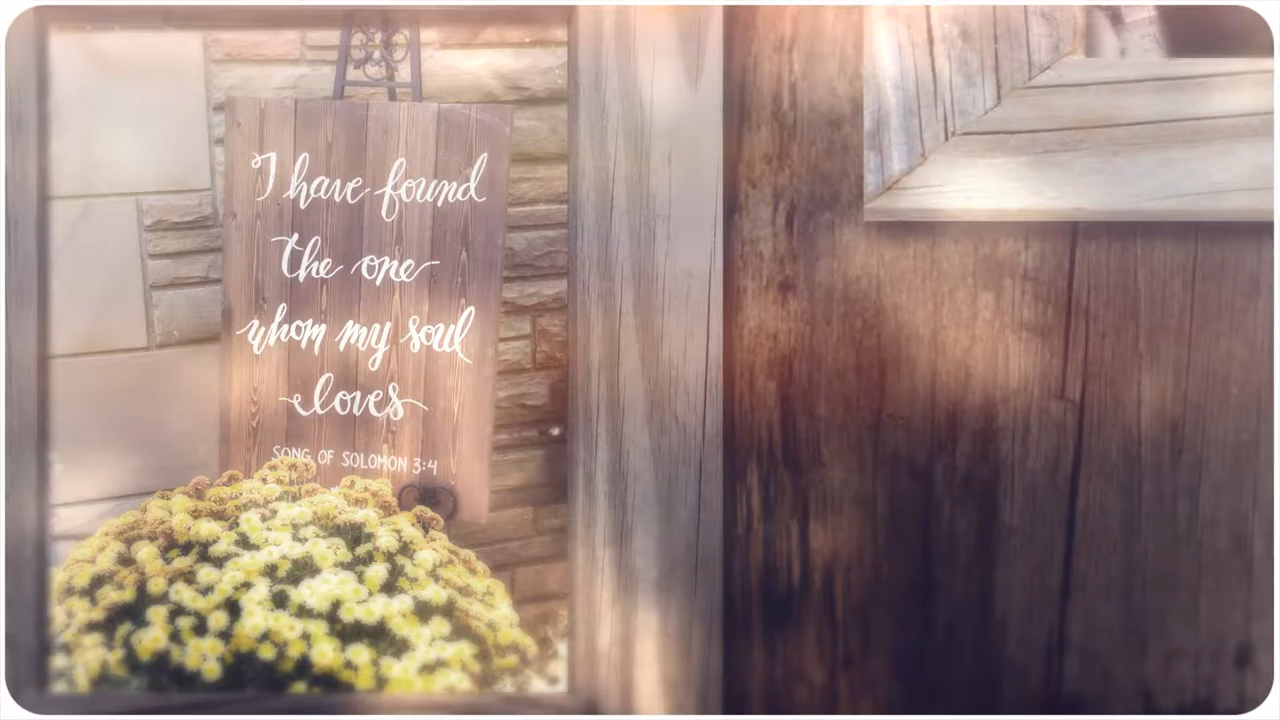 I have found
the one
whom my soul
loves
SONG OF SOLOMON 3:4